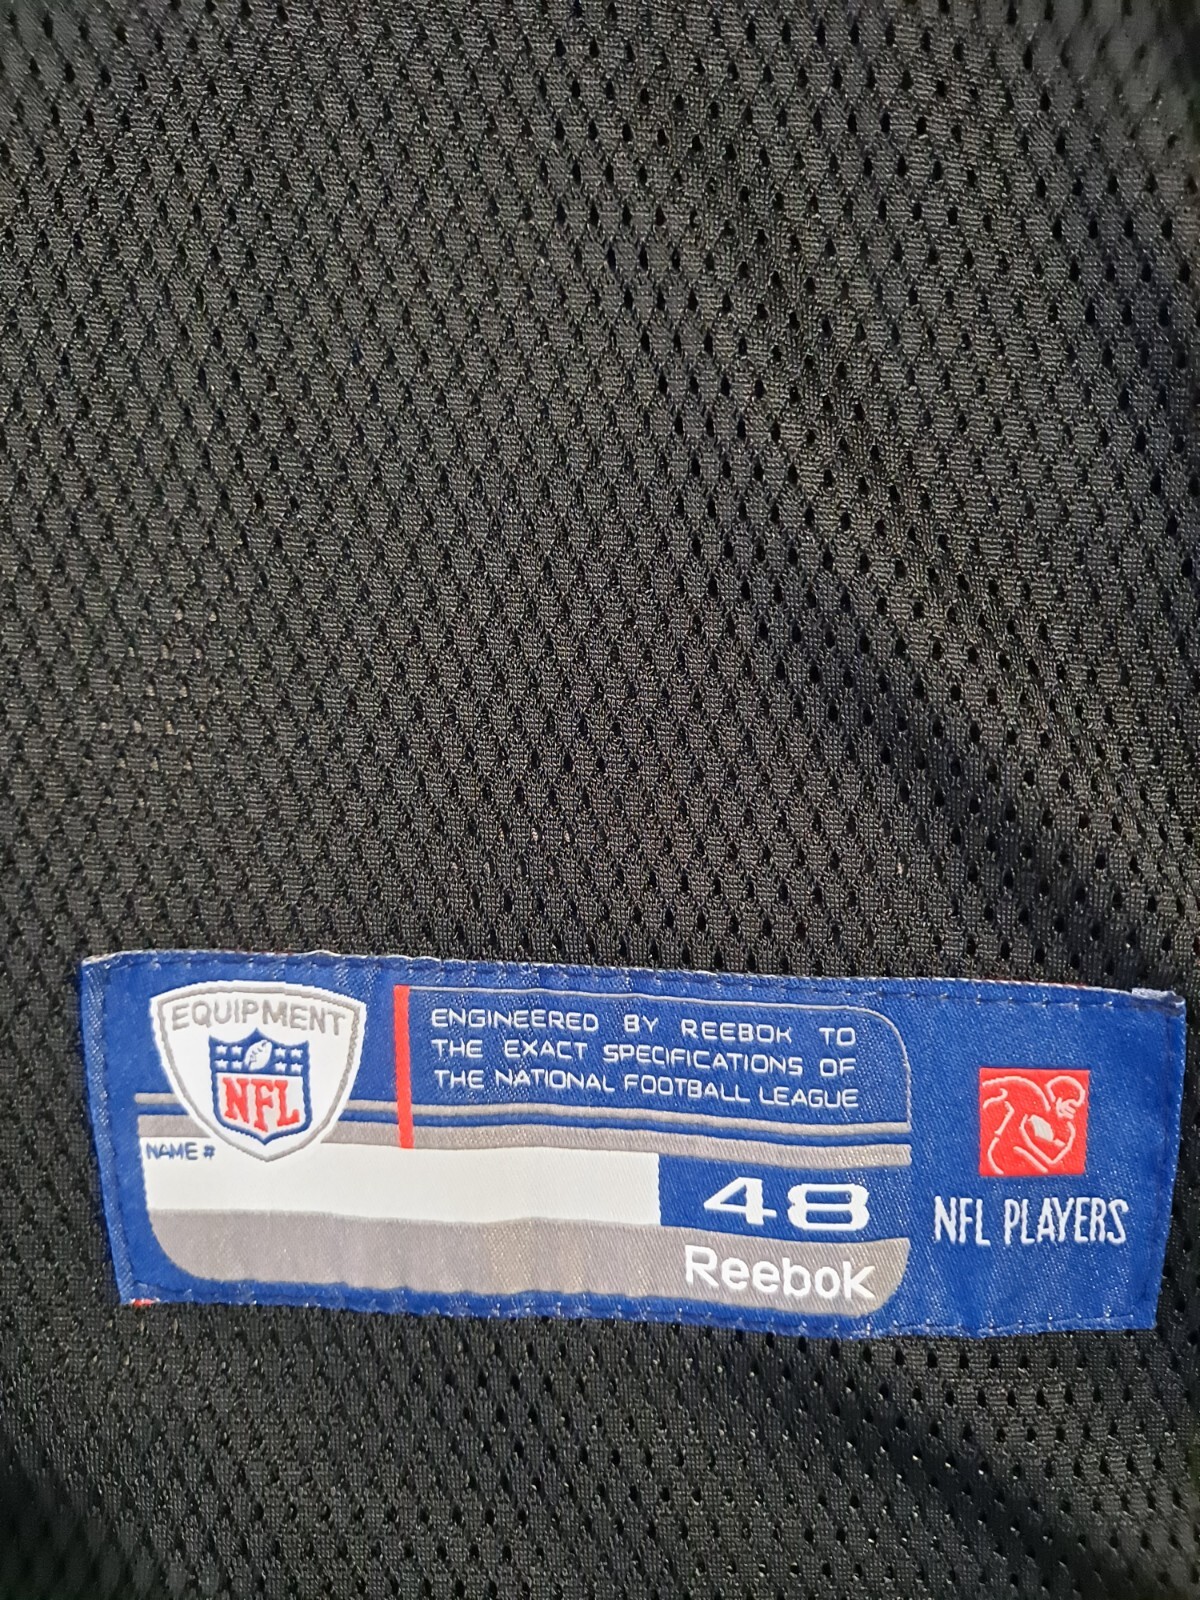 EQUIPMENT
NFL
ENGINEERED BY REEBOK TO
THE EXACT SPECIFICATIONS OF
THE NATIONAL FOOTBALL LEAGUE
NAME #
48
Reebok
NFL PLAYERS